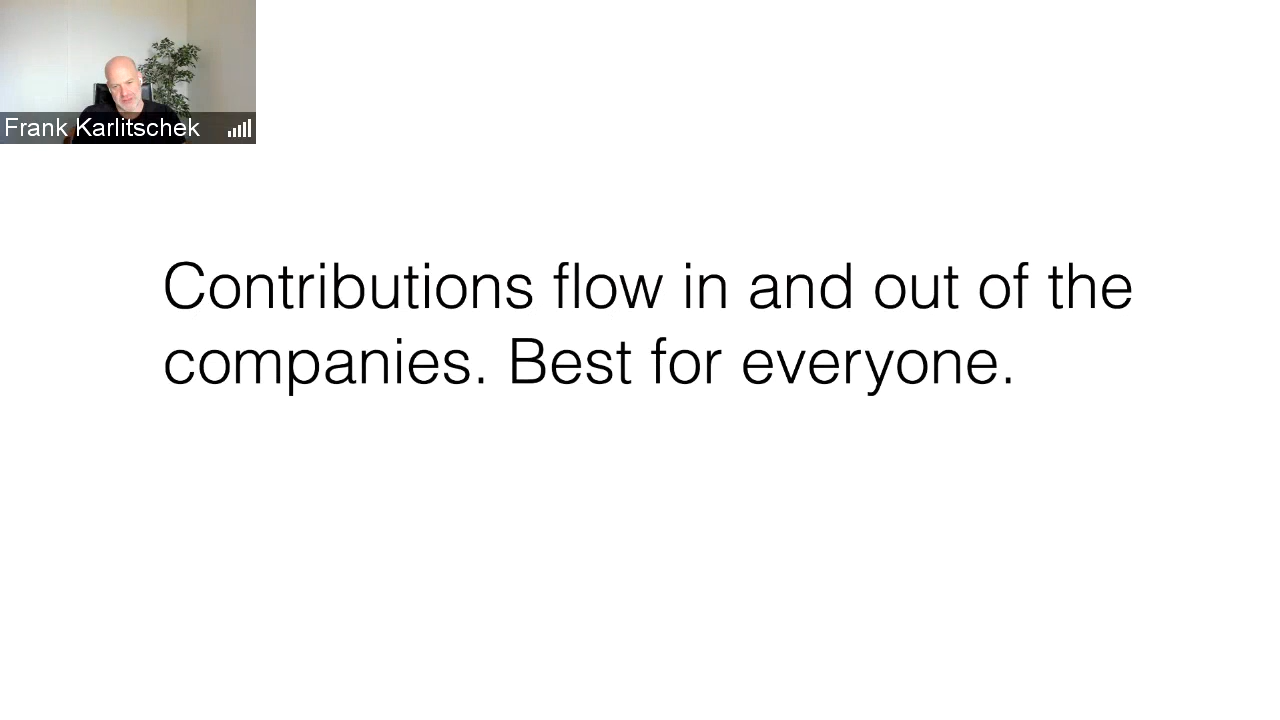 Frank Karlitschek
Contributions flow in and out of the
companies. Best for everyone.